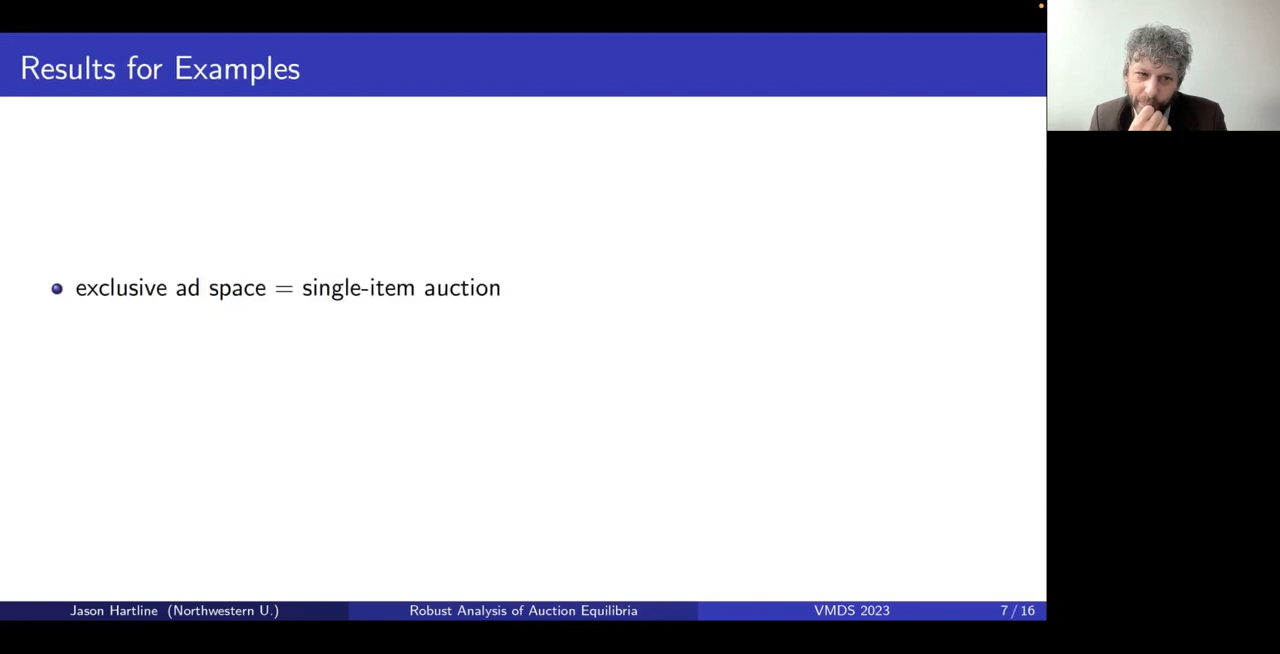 Results for Examples
exclusive ad space = single-item auction
Jason Hartline (Northwestern U.)
Robust Analysis of Auction Equilibria
VMDS 2023
7 / 16